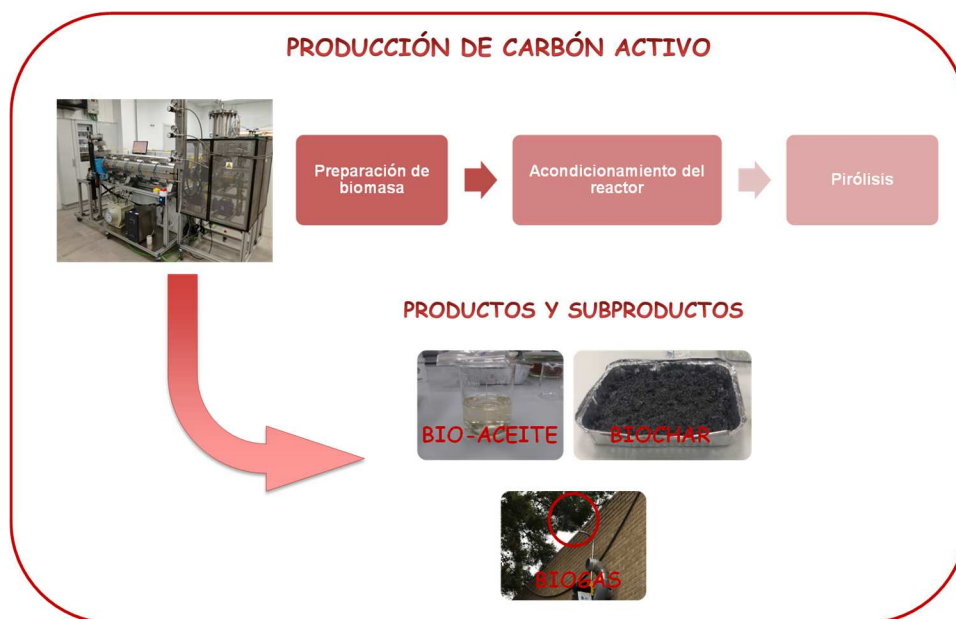 PRODUCCIÓN DE CARBÓN ACTIVO
Preparación de
biomasa
Acondicionamiento del
reactor
Pirólisis
PRODUCTOS Y SUBPRODUCTOS
BIO-ACEITE
BIOCHAR
BIOGAS